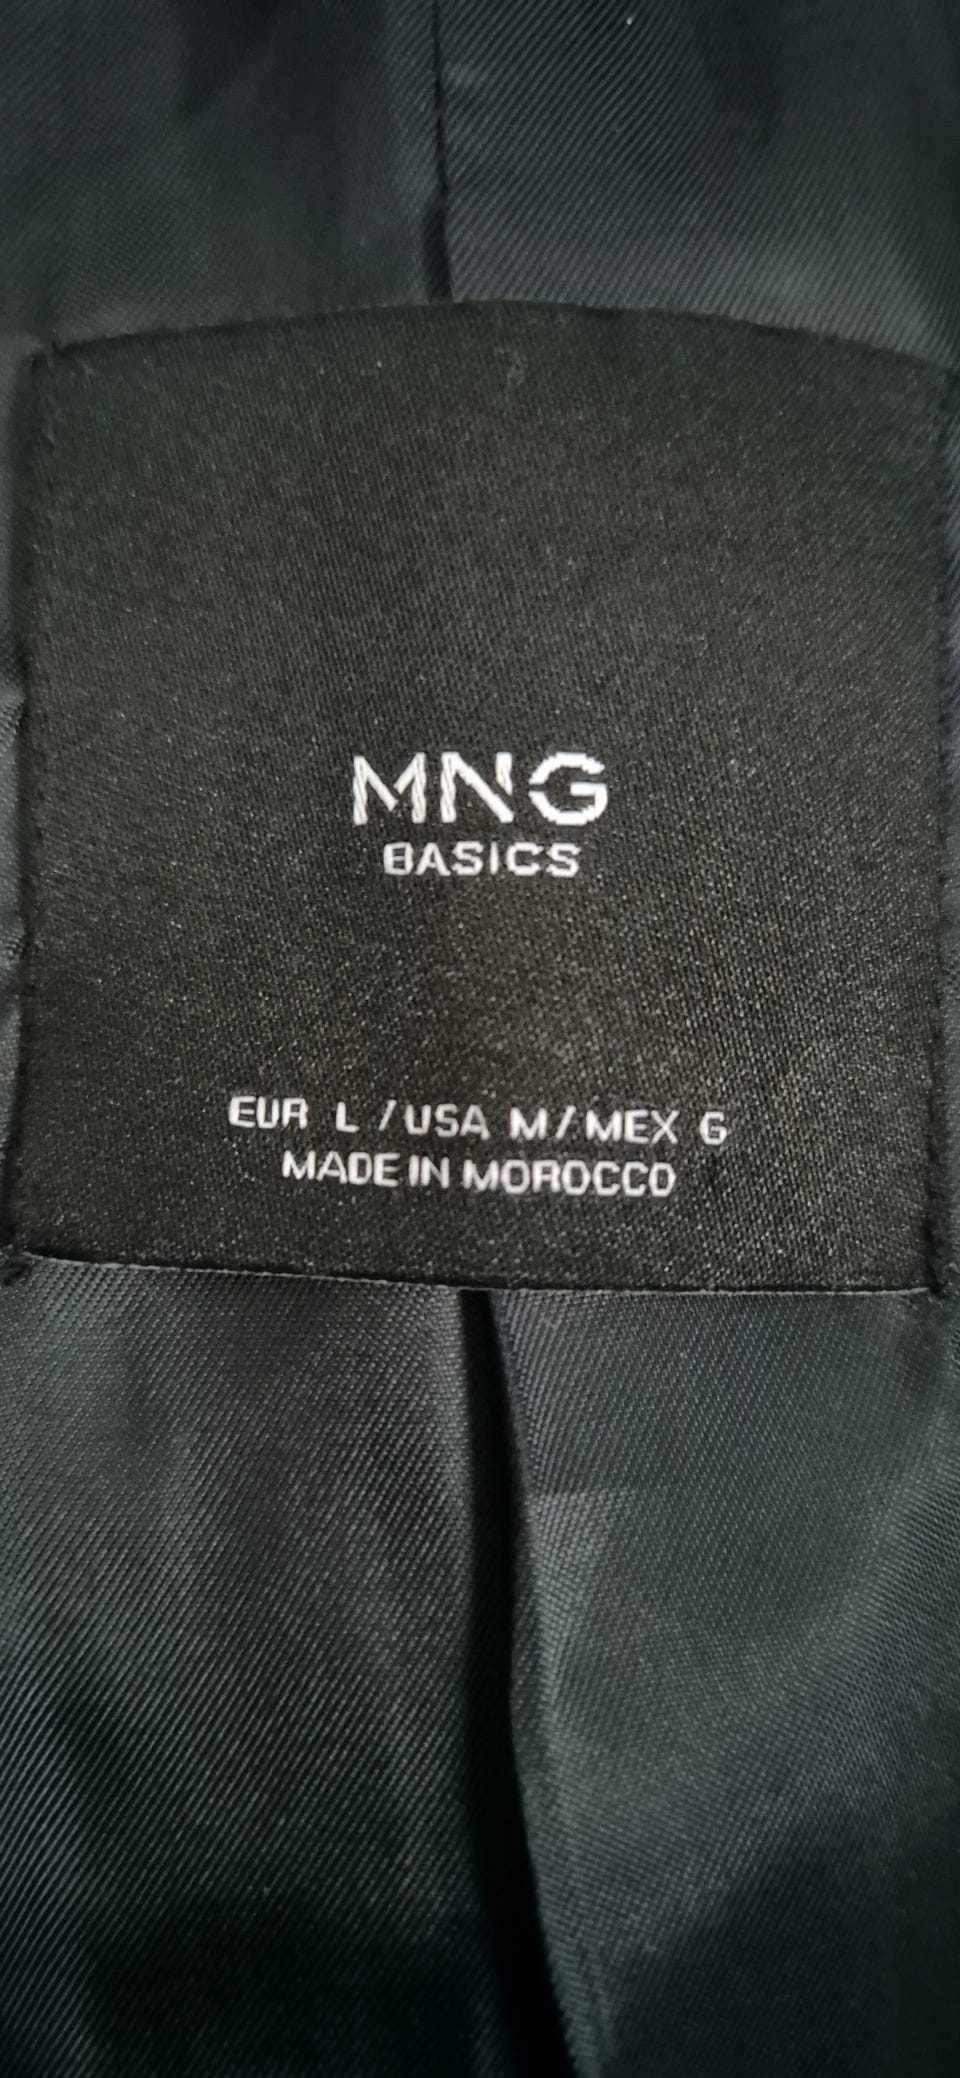 MNG
BASICS
EUR L / USA M / MEX G
MADE IN MOROCCO